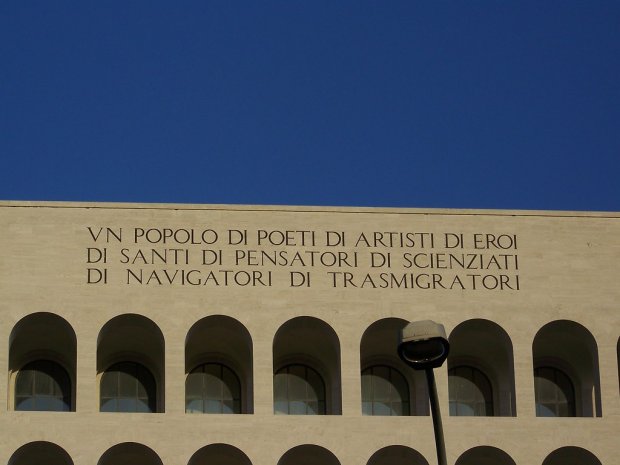 VN POPOLO DI POETI DI ARTISTI DI EROI
DI SANTI DI PENSATORI DI SCIENZIATI
DI NAVIGATORI DI TRASMIGRATORI